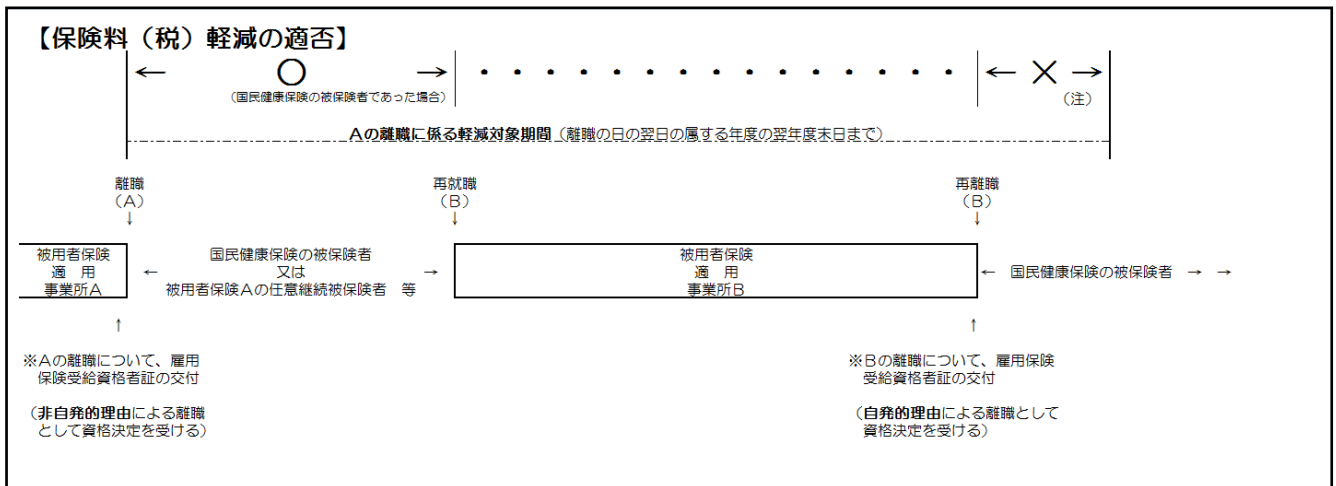 【保険料（税）軽減の適否】
← ○ → ・・・・・・・・・・・・・・・ ← × →
（国民健康保険の被保険者であった場合）
（注）
Aの離職に係る軽減対象期間（離職の日の翌日の属する年度の翌年度末日まで）
離職
（A）
↓
再就職
（B）
↓
再離職
（B）
↓
被用者保険
適　用
事業所A
← 国民健康保険の被保険者 →
又は
被用者保険Aの任意継続被保険者　等
被用者保険
適　用
事業所B
← 国民健康保険の被保険者 → →
↑
※Aの離職について、雇用
保険受給資格者証の交付
（非自発的理由による離職
として資格決定を受ける）
↑
※Bの離職について、雇用保険
受給資格者証の交付
（自発的理由による離職として
資格決定を受ける）